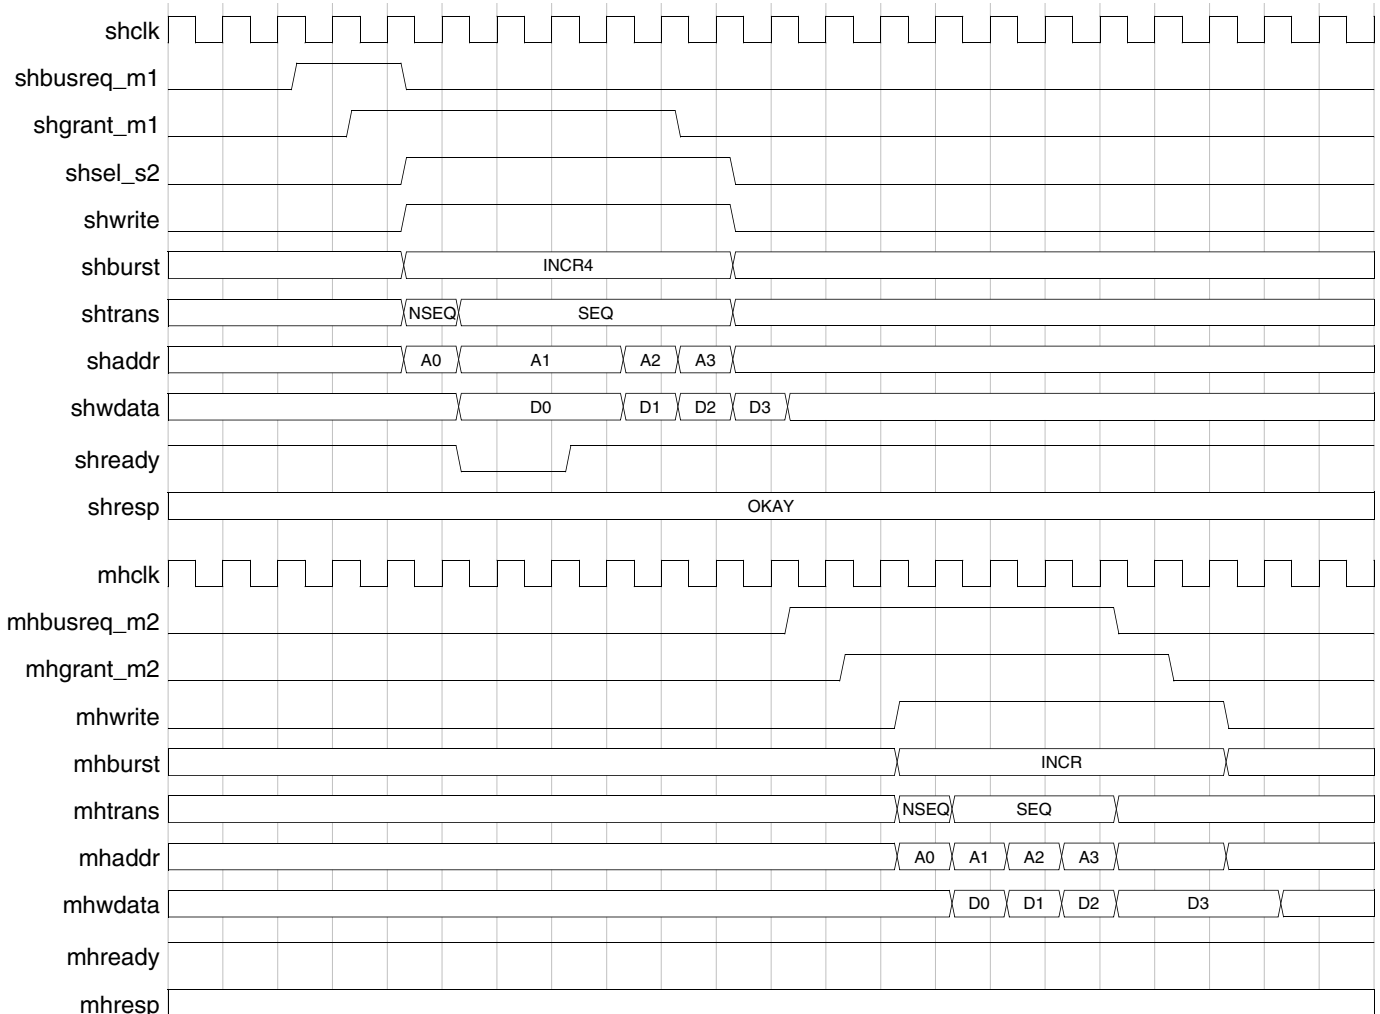 shclk
shbusreq_m1
shgrant_m1
shsel_s2
shwrite
shburst INCR4
shtrans NSEQ SEQ
shaddr A0 A1 A2 A3
shwdata D0 D1 D2 D3
shready
shresp OKAY
mhclk
mhbusreq_m2
mhgrant_m2
mhwrite
mhburst INCR
mhtrans NSEQ SEQ
mhaddr A0 A1 A2 A3
mhwdata D0 D1 D2 D3
mhready
mhresp